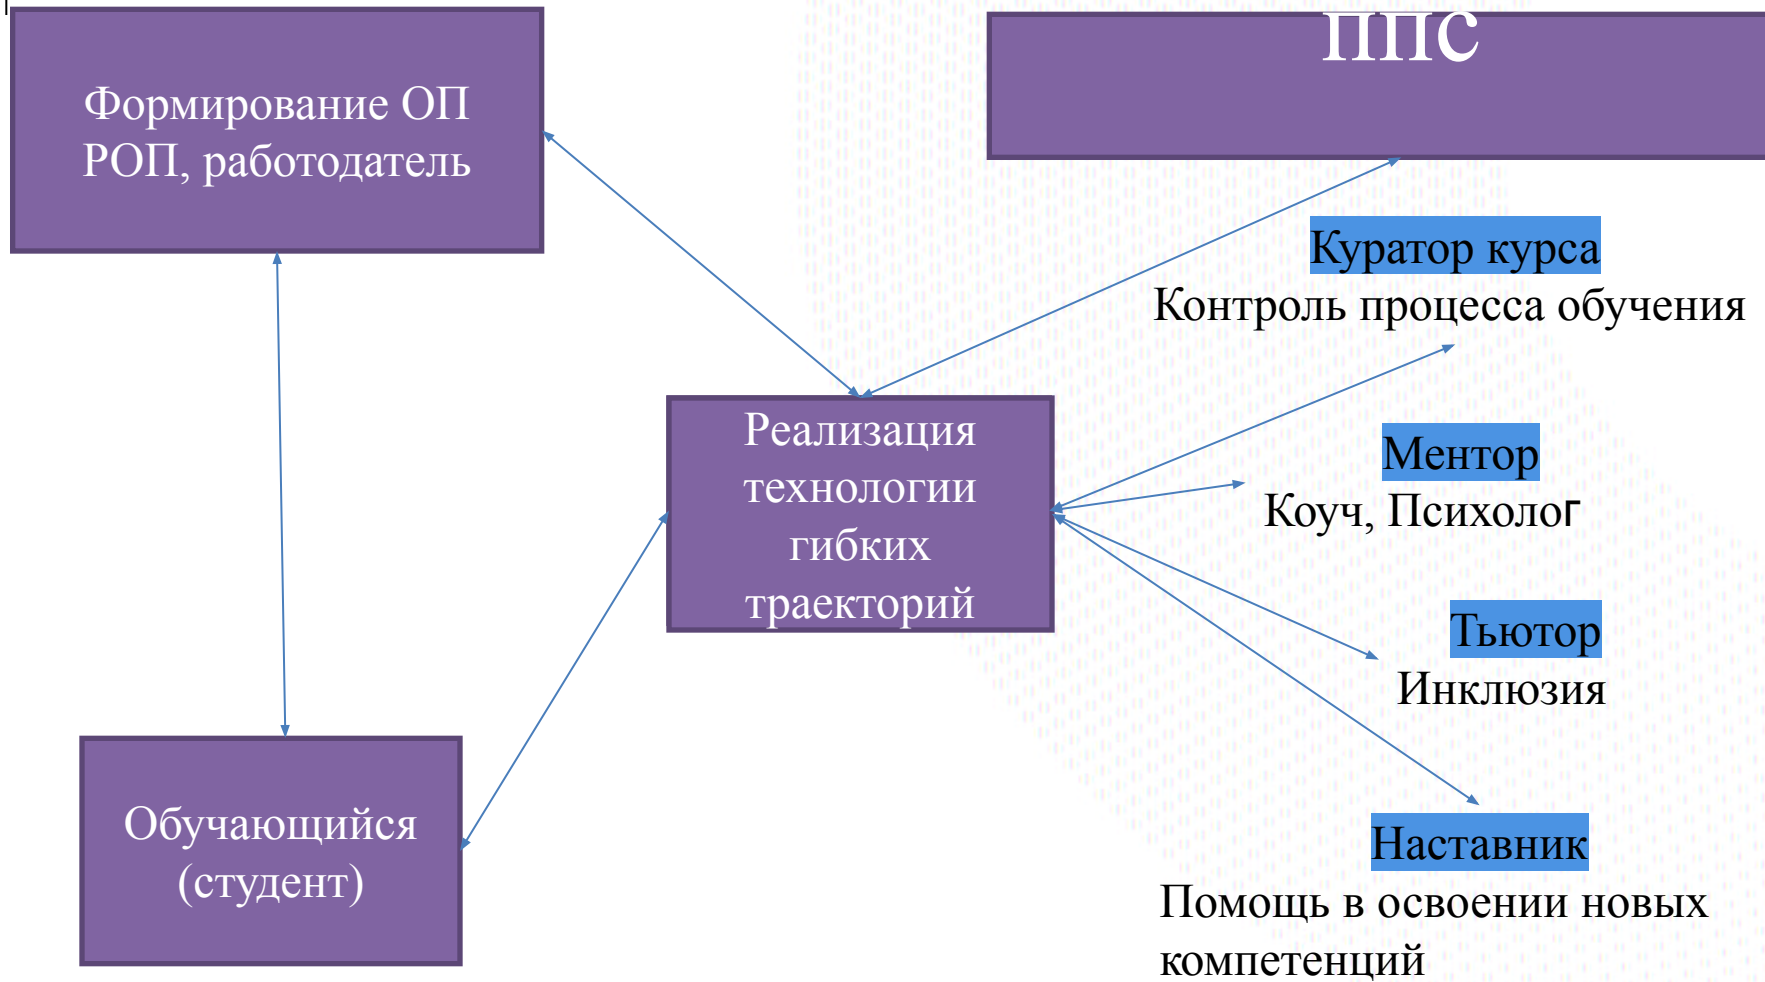 Формирование ОП
РОП, работодатель
ППС
Куратор курса
Контроль процесса обучения
Реализация
технологии
гибких
траекторий
Ментор
Коуч, Психолог
Тьютор
Инклюзия
Обучающийся
(студент)
Наставник
Помощь в освоении новых
компетенций